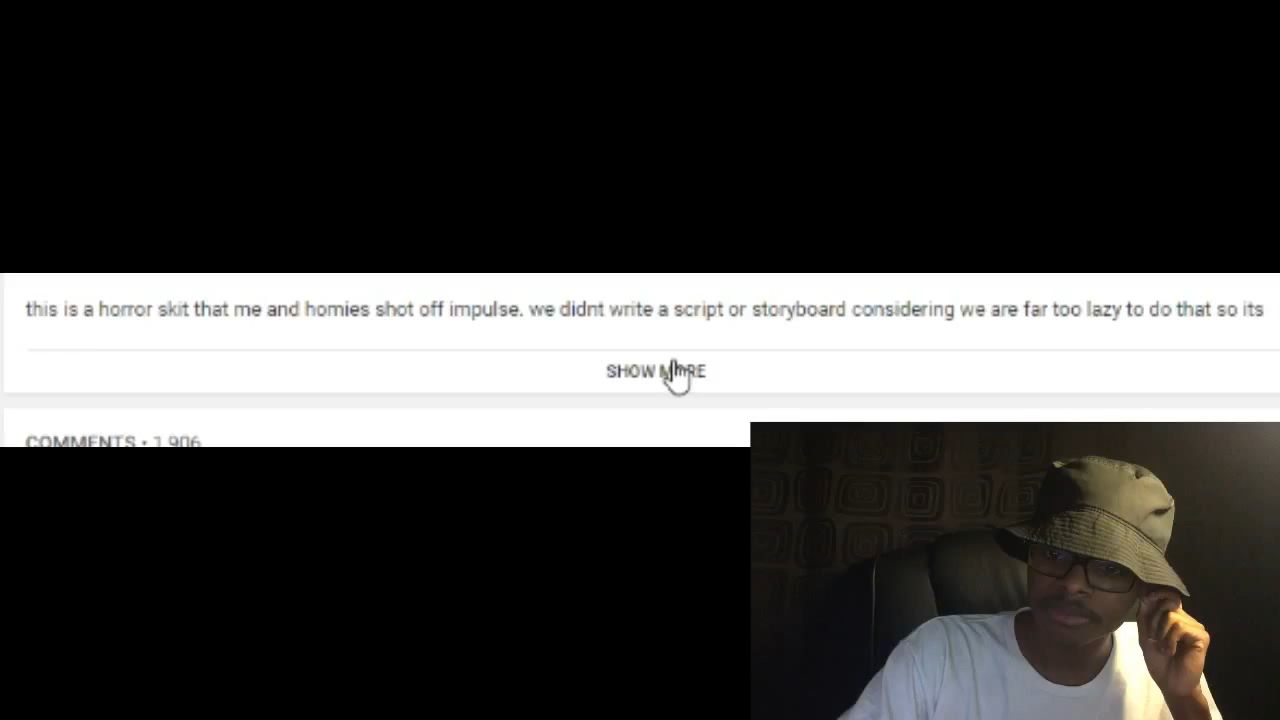 this is a horror skit that me and homies shot off impulse. we didnt write a script or storyboard considering we are far too lazy to do that so its
SHOW MORE
COMMENTS • 1,906